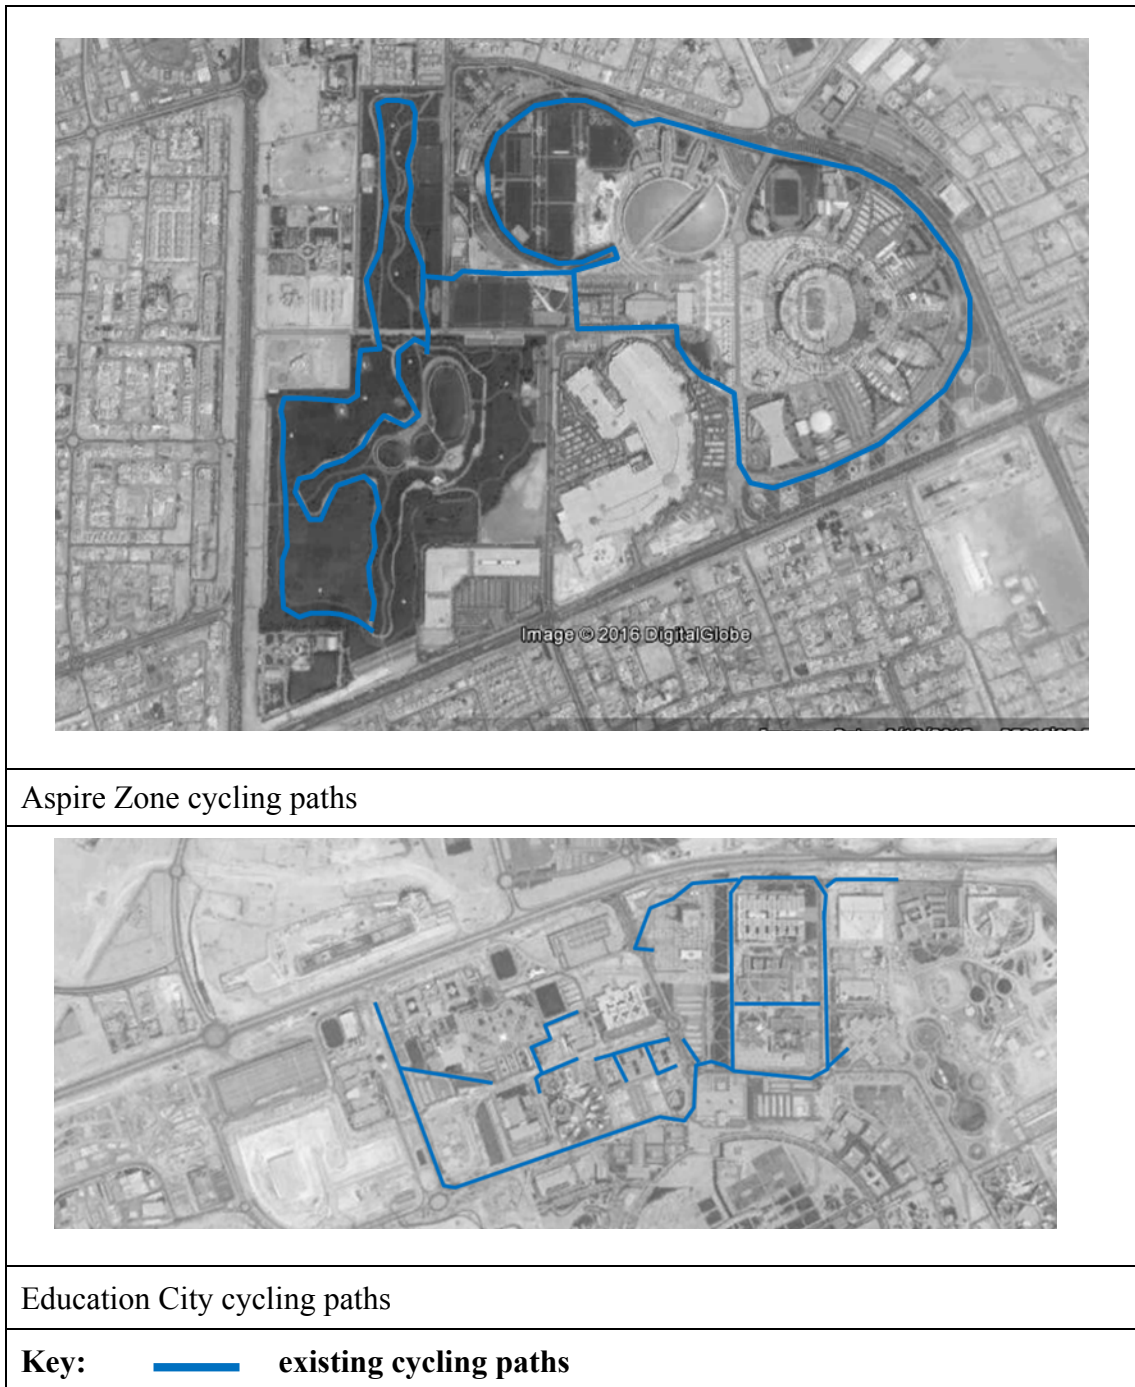 Image © 2016 DigitalGlobe
Aspire Zone cycling paths
Education City cycling paths
Key: existing cycling paths